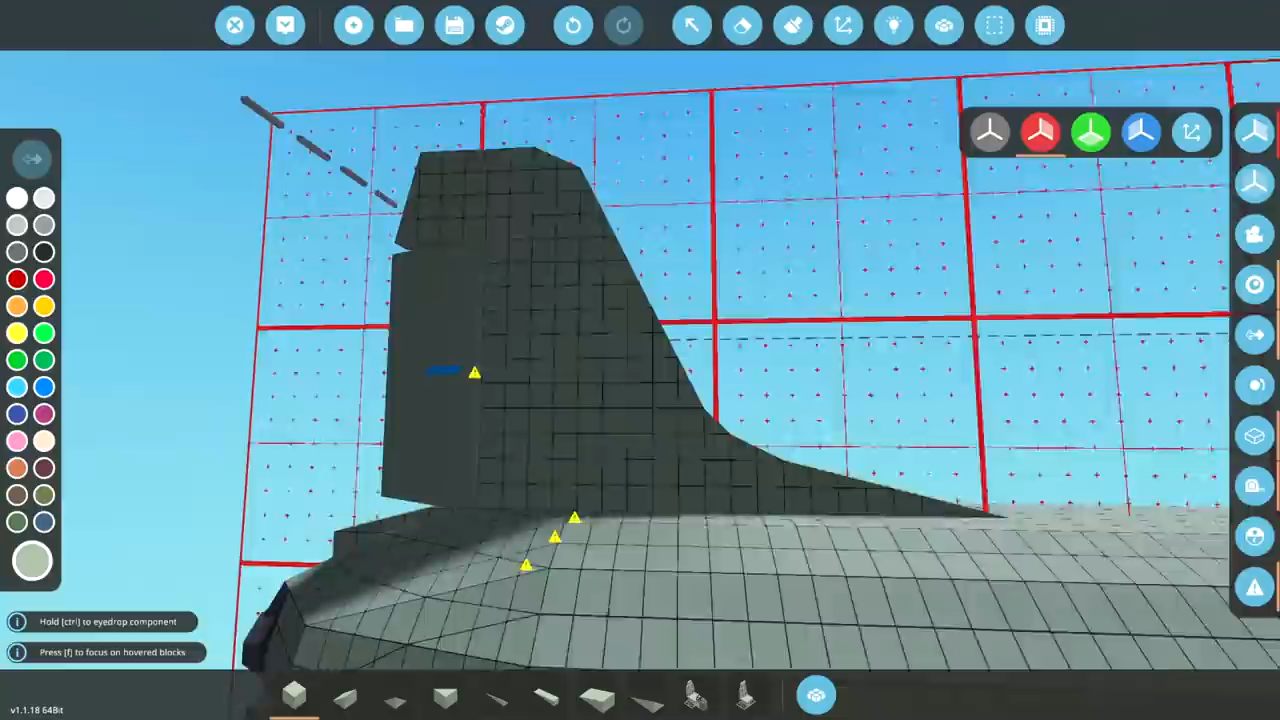 Hold [ctrl] to eyedrop component
Press [f] to focus on hovered blocks
v1.1.18 64Bit